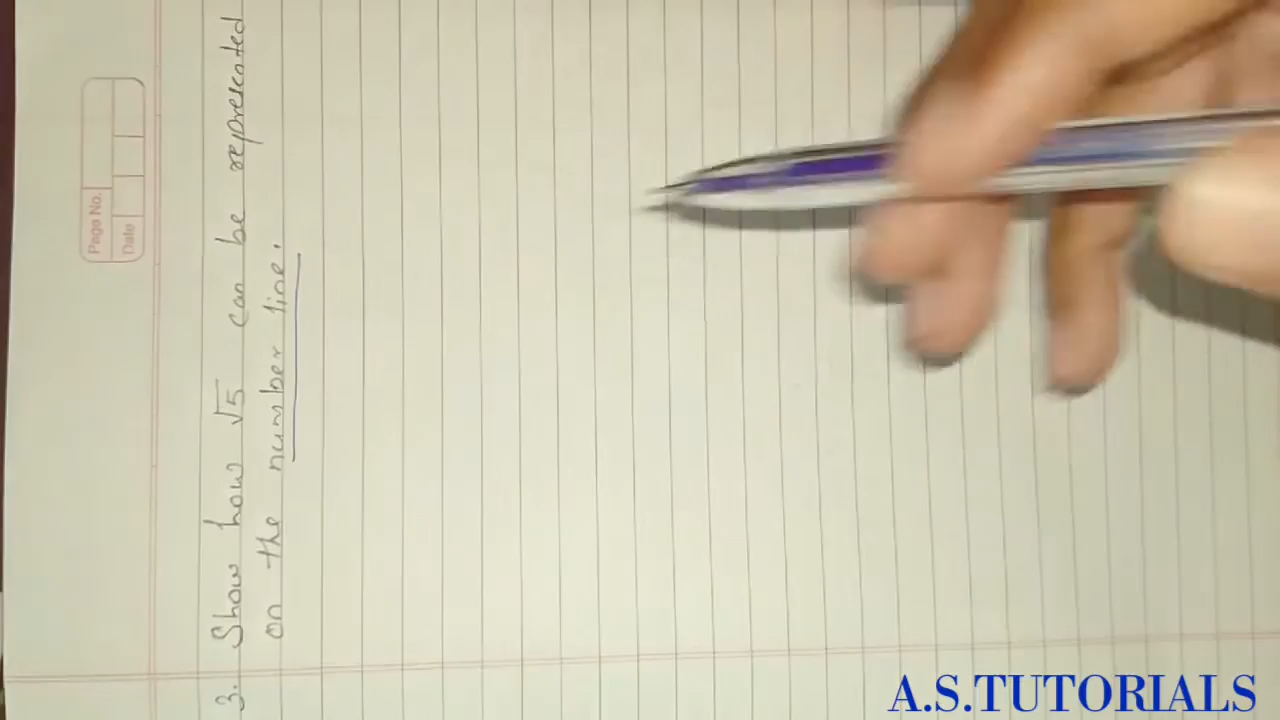 Page No.
Date
3. Show how √5 can be represented
on the number line.
A.S.TUTORIALS